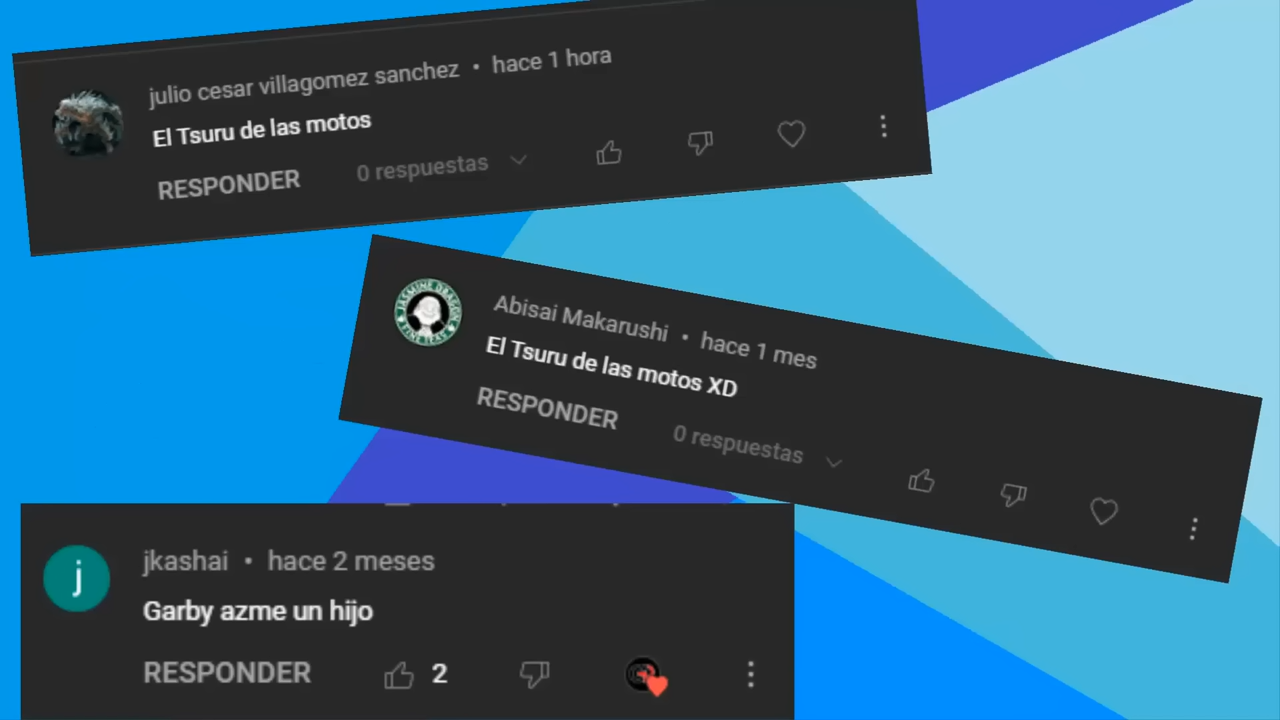 julio cesar villagomez sanchez • hace 1 hora
El Tsuru de las motos
RESPONDER 0 respuestas
JASMINE DRAGON
Abisai Makarushi • hace 1 mes
El Tsuru de las motos XD
RESPONDER 0 respuestas
j
jkashai • hace 2 meses
Garby azme un hijo
RESPONDER 2